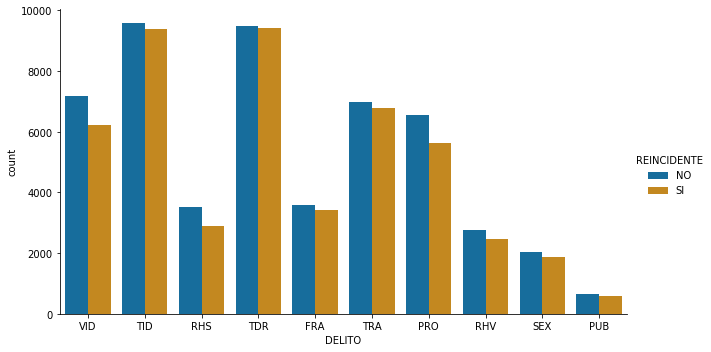 10000
8000
6000
4000
2000
0
count
VID TID RHS TDR FRA TRA PRO RHV SEX PUB
DELITO
REINCIDENTE
NO
SI